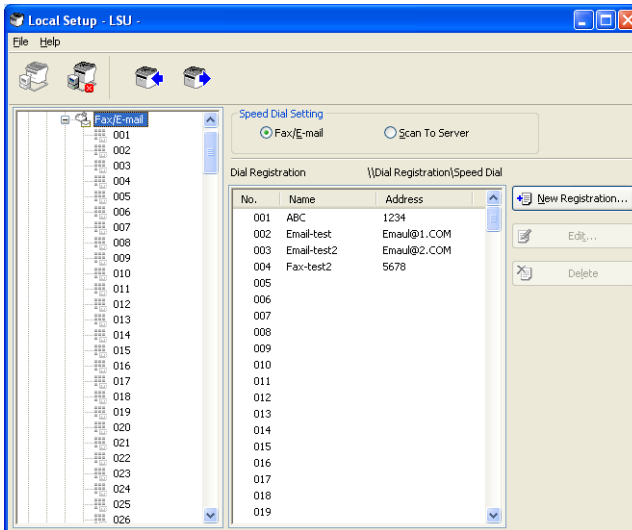 Local Setup - LSU -
File Help
Fax/E-mail
001
002
003
004
005
006
007
008
009
010
011
012
013
014
015
016
017
018
019
020
021
022
023
024
025
026
Speed Dial Setting
Fax/E-mail Scan To Server
Dial Registration \\Dial Registration\Speed Dial
No. Name Address
001 ABC 1234
002 Email-test Emaul@1.COM
003 Email-test2 Emaul@2.COM
004 Fax-test2 5678
005
006
007
008
009
010
011
012
013
014
015
016
017
018
019
New Registration...
Edit...
Delete